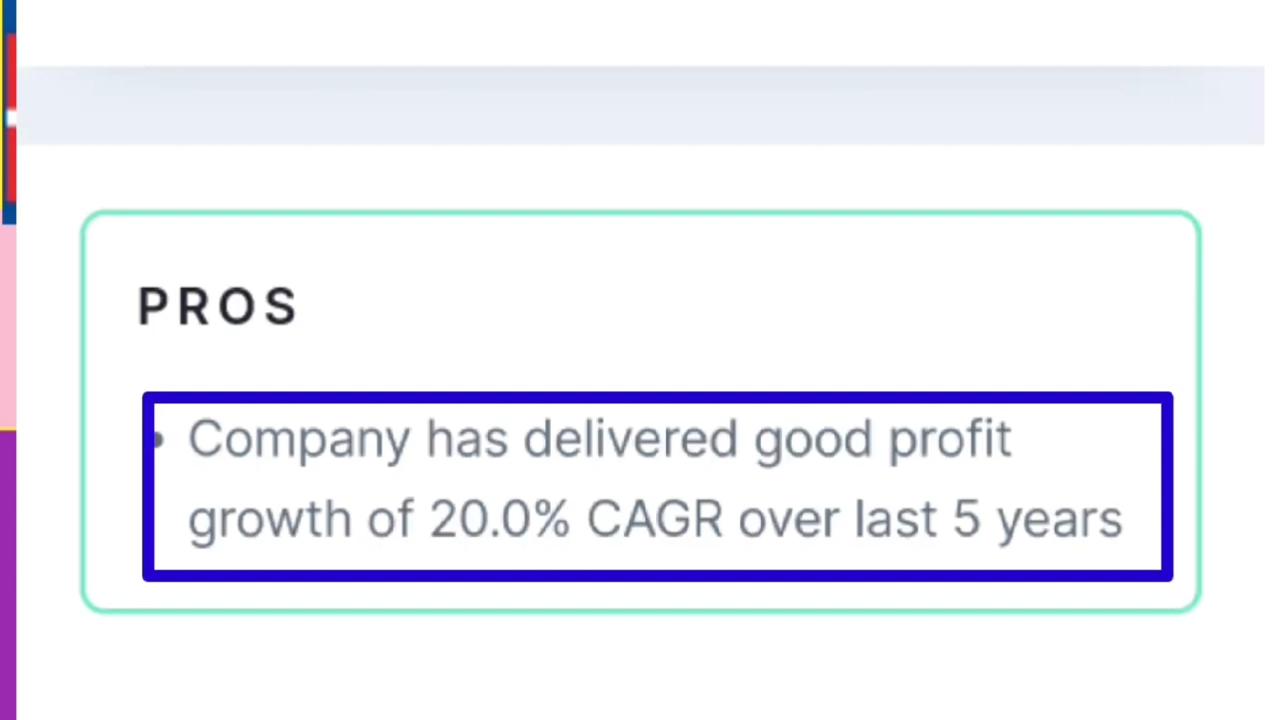 PROS
• Company has delivered good profit
growth of 20.0% CAGR over last 5 years